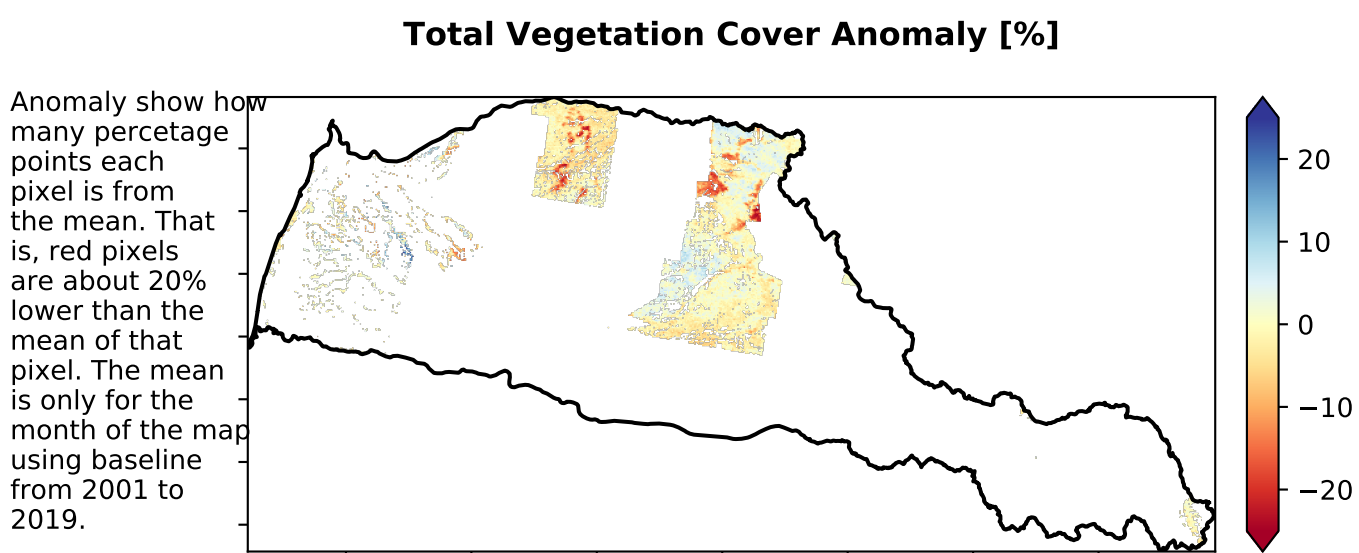 Total Vegetation Cover Anomaly [%]
Anomaly show how
many percetage
points each
pixel is from
the mean. That
is, red pixels
are about 20%
lower than the
mean of that
pixel. The mean
is only for the
month of the map
using baseline
from 2001 to
2019.
20
10
0
−10
−20